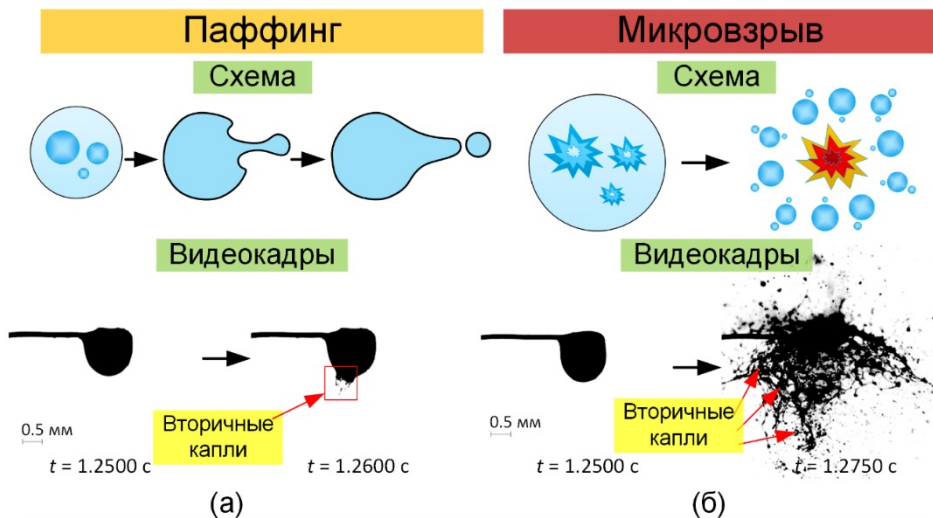 Паффинг
Схема
Видеокадры
Вторичные
капли
0.5 мм
t = 1.2500 с
t = 1.2600 с
(а)
Микровзрыв
Схема
Видеокадры
Вторичные
капли
0.5 мм
t = 1.2500 с
t = 1.2750 с
(б)